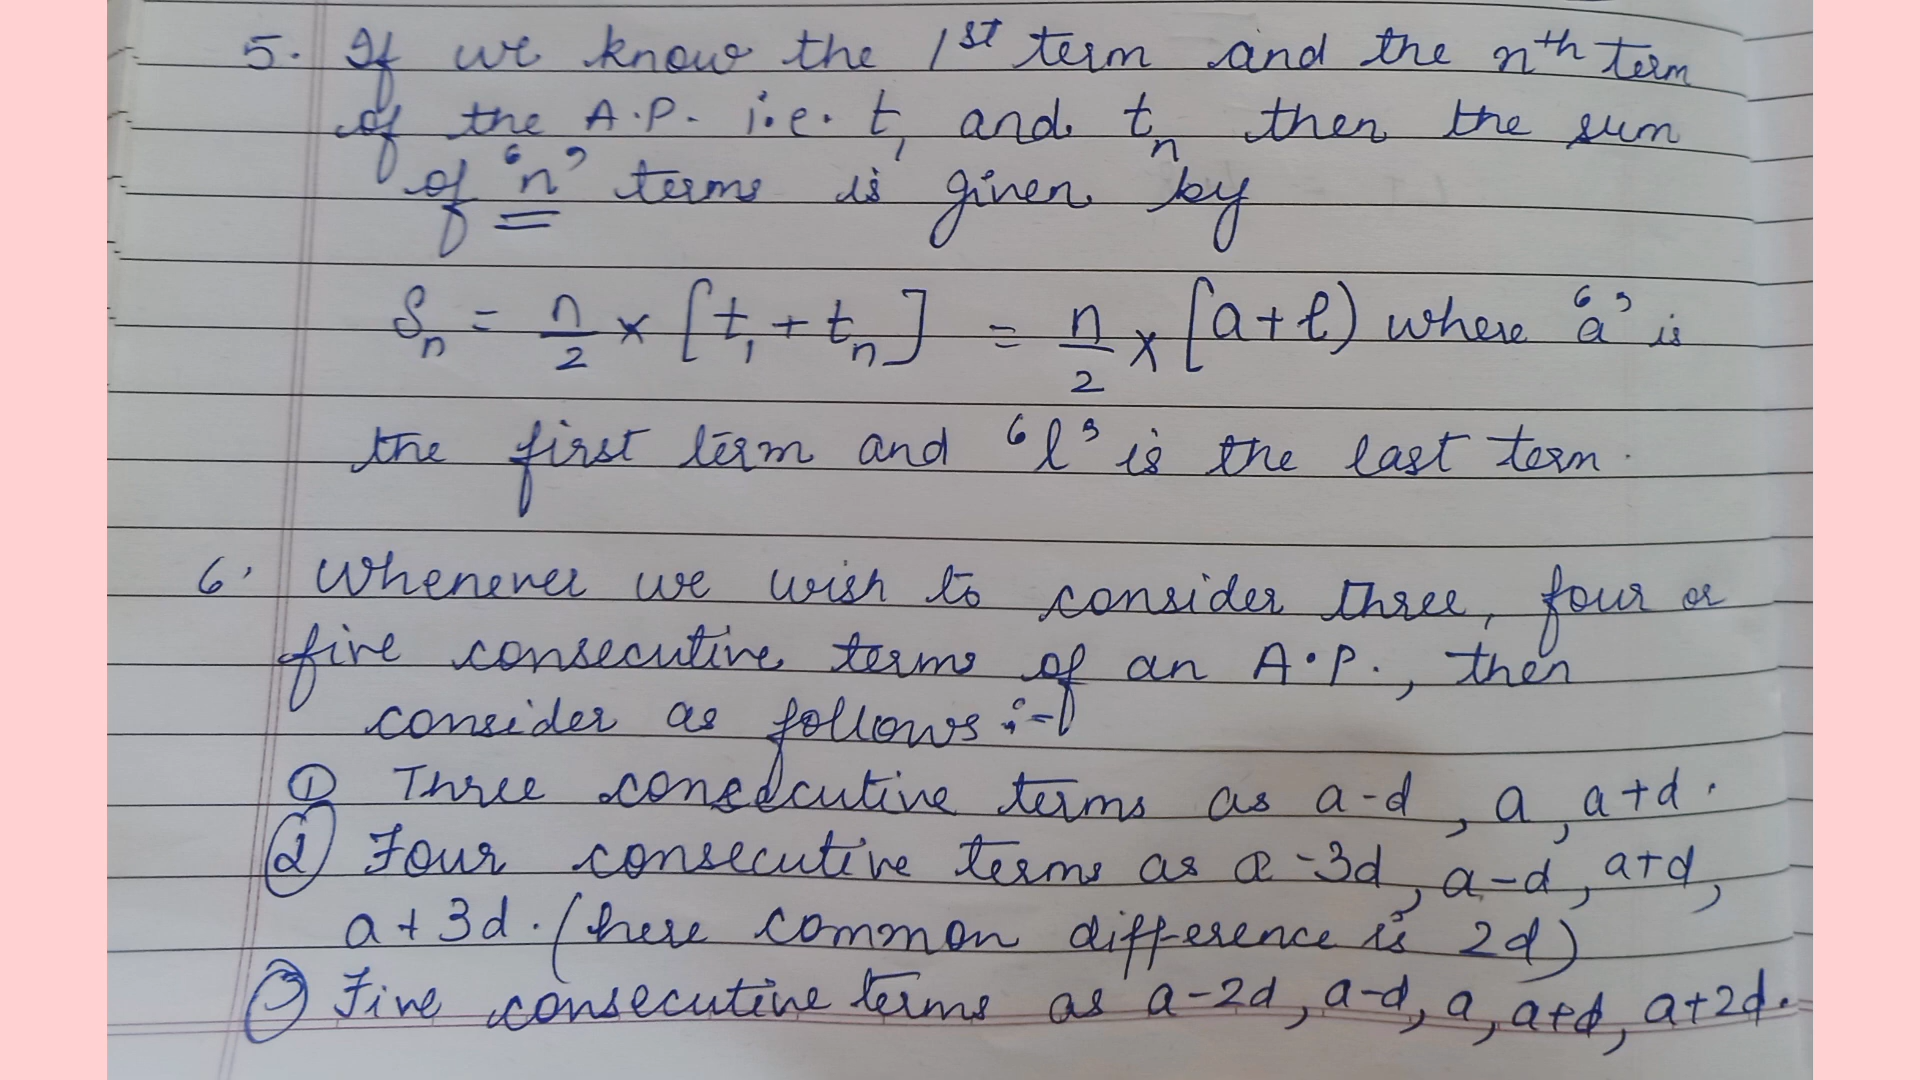 5. If we know the 1st term and the nth term
of the A.P. i.e. t₁ and tₙ then the sum
of 'n' terms is given by
Sₙ = n/2 × [t₁ + tₙ] = n/2 × [a+l) where 'a' is
the first term and 'l' is the last term.
6. Whenever we wish to consider three, four or
five consecutive terms of an A.P., then
consider as follows :-
① Three consecutive terms as a-d, a, a+d.
② Four consecutive terms as a-3d, a-d, a+d,
a+3d. (here common difference is 2d)
③ Five consecutive terms as a-2d, a-d, a, a+d, a+2d.